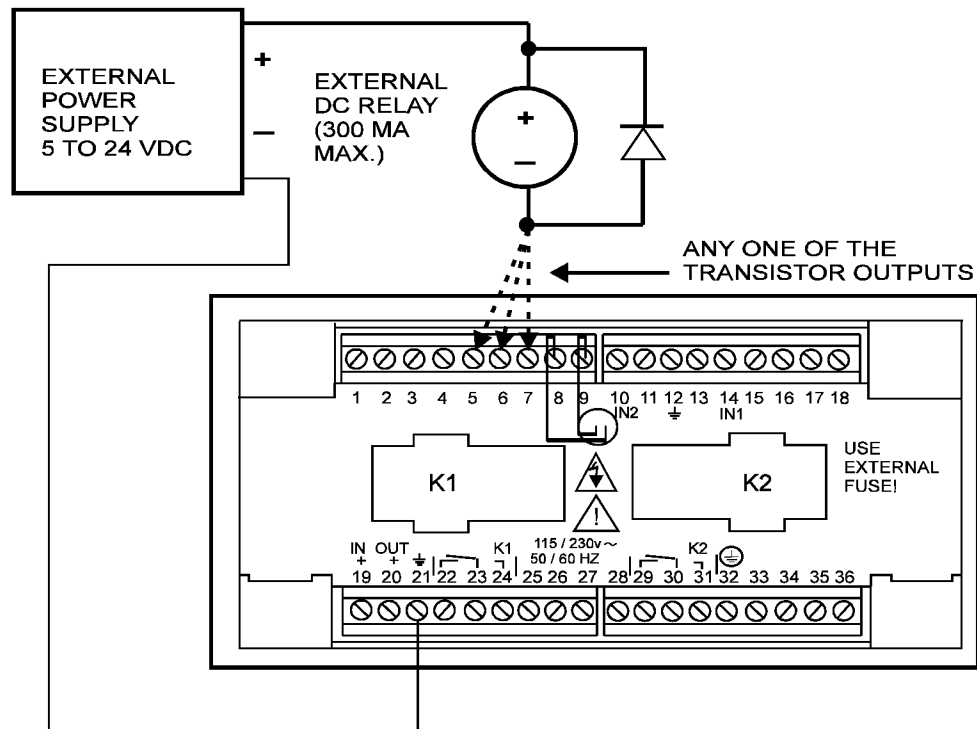 EXTERNAL
POWER
SUPPLY
5 TO 24 VDC
+
−
EXTERNAL
DC RELAY
(300 MA
MAX.)
+
−
ANY ONE OF THE
TRANSISTOR OUTPUTS
1 2 3 4 5 6 7 8 9 10 11 12 13 14 15 16 17 18
IN2 IN1
K1
K2
USE
EXTERNAL
FUSE!
!
IN OUT K1 115 / 230v ~ K2
+ + 50 / 60 HZ
19 20 21 22 23 24 25 26 27 28 29 30 31 32 33 34 35 36